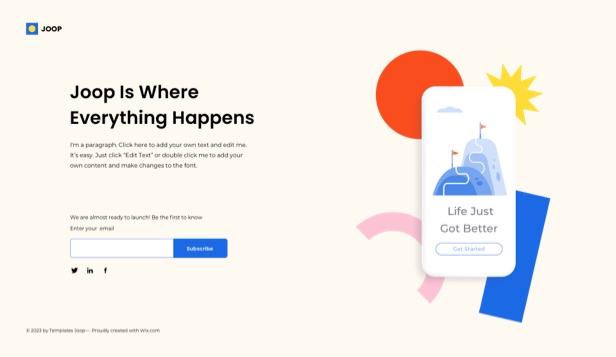 JOOP
Joop Is Where
Everything Happens
I'm a paragraph. Click here to add your own text and edit me.
It's easy. Just click "Edit Text" or double click me to add your
own content and make changes to the font.
We are almost ready to launch! Be the first to know
Enter your email
Subscribe
Life Just
Got Better
Get Started
© 2023 by Templates Joop—. Proudly created with Wix.com